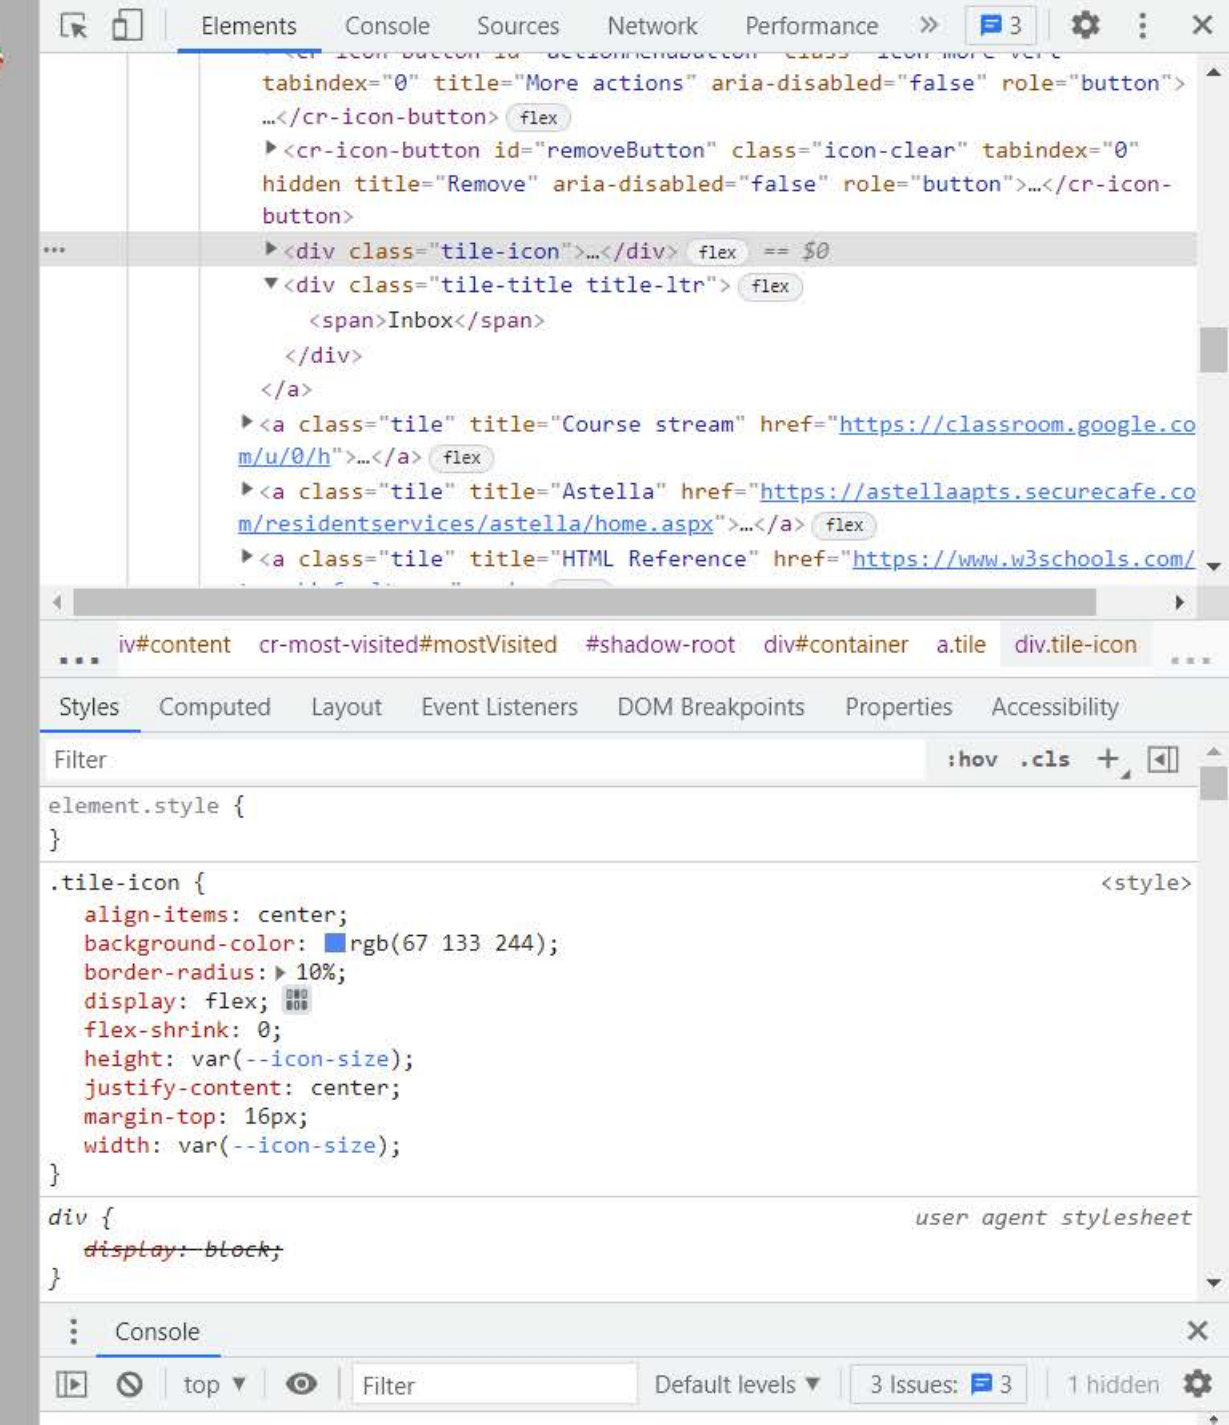 Elements Console Sources Network Performance 3
<cr-icon-button id="actionMenuButton" class="icon-more-vert"
tabindex="0" title="More actions" aria-disabled="false" role="button">
…</cr-icon-button> flex
<cr-icon-button id="removeButton" class="icon-clear" tabindex="0"
hidden title="Remove" aria-disabled="false" role="button">…</cr-icon-
button>
<div class="tile-icon">…</div> flex == $0
<div class="tile-title title-ltr"> flex
<span>Inbox</span>
</div>
</a>
<a class="tile" title="Course stream" href="https://classroom.google.co
m/u/0/h">…</a> flex
<a class="tile" title="Astella" href="https://astellaapts.securecafe.co
m/residentservices/astella/home.aspx">…</a> flex
<a class="tile" title="HTML Reference" href="https://www.w3schools.com/
... iv#content cr-most-visited#mostVisited #shadow-root div#container a.tile div.tile-icon ...
Styles Computed Layout Event Listeners DOM Breakpoints Properties Accessibility
Filter :hov .cls +
element.style {
}
.tile-icon { <style>
align-items: center;
background-color: rgb(67 133 244);
border-radius: 10%;
display: flex;
flex-shrink: 0;
height: var(--icon-size);
justify-content: center;
margin-top: 16px;
width: var(--icon-size);
}
div { user agent stylesheet
display: block;
}
Console
top Filter Default levels 3 Issues: 3 1 hidden